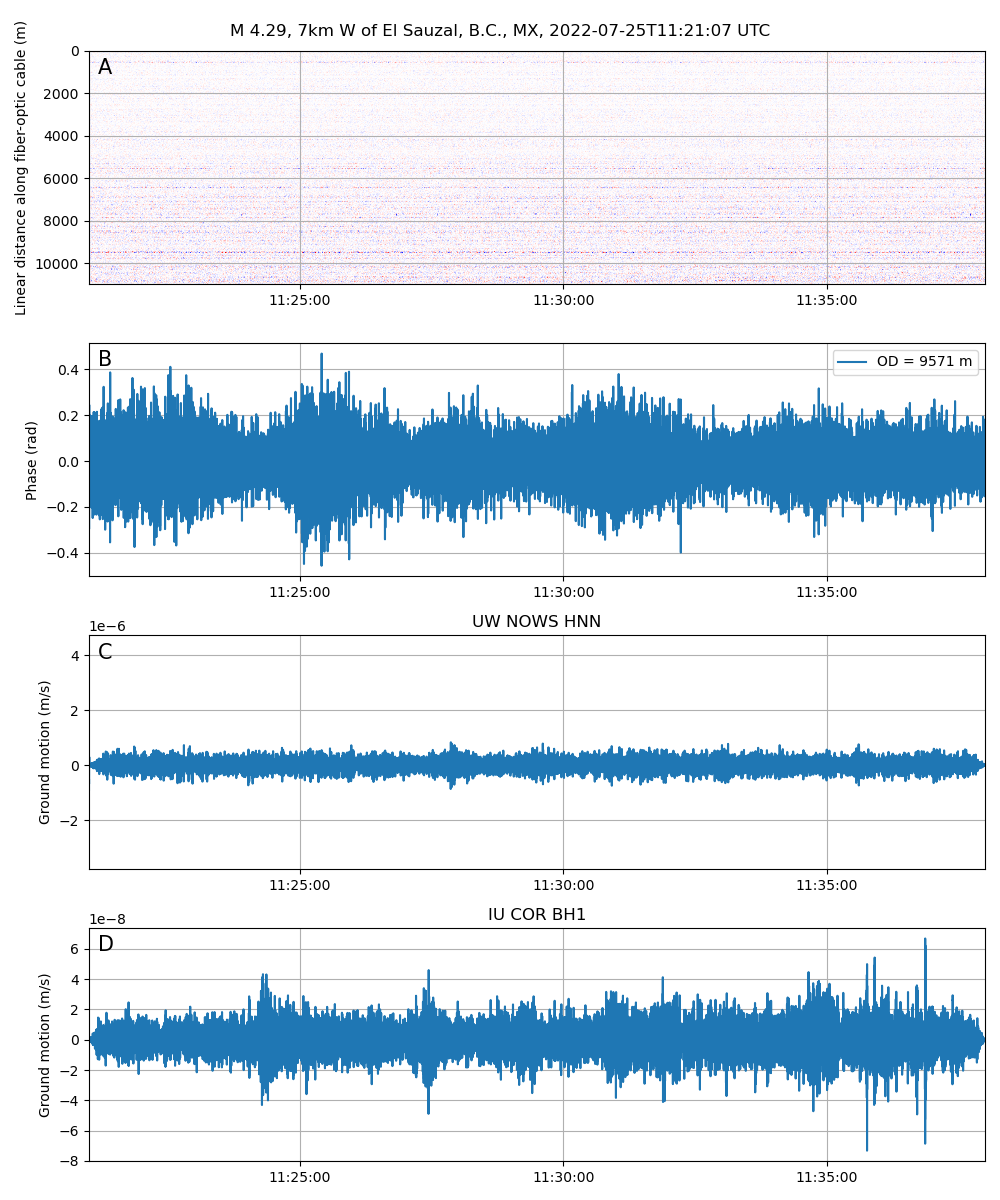 M 4.29, 7km W of El Sauzal, B.C., MX, 2022-07-25T11:21:07 UTC
A
Linear distance along fiber-optic cable (m)
0
2000
4000
6000
8000
10000
11:25:00 11:30:00 11:35:00
B
OD = 9571 m
Phase (rad)
0.4
0.2
0.0
−0.2
−0.4
11:25:00 11:30:00 11:35:00
UW NOWS HNN
1e−6
C
Ground motion (m/s)
4
2
0
−2
11:25:00 11:30:00 11:35:00
IU COR BH1
1e−8
D
Ground motion (m/s)
6
4
2
0
−2
−4
−6
−8
11:25:00 11:30:00 11:35:00